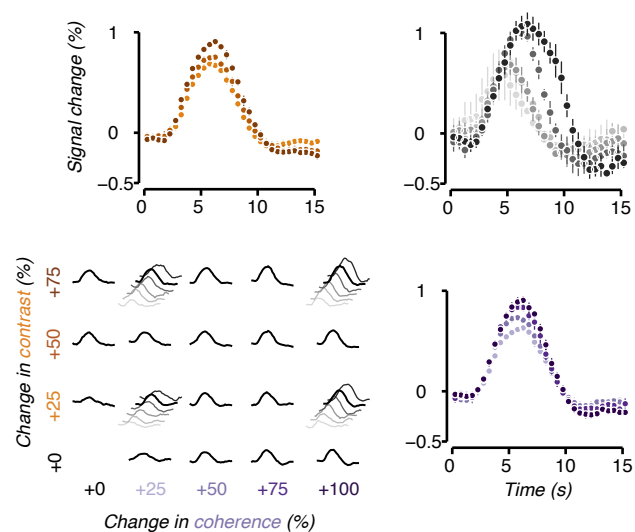 Signal change (%)
1
0
−0.5
0 5 10 15
1
0
−0.5
0 5 10 15
Change in contrast (%)
+75
+50
+25
+0
+0 +25 +50 +75 +100
Change in coherence (%)
1
0
−0.5
0 5 10 15
Time (s)